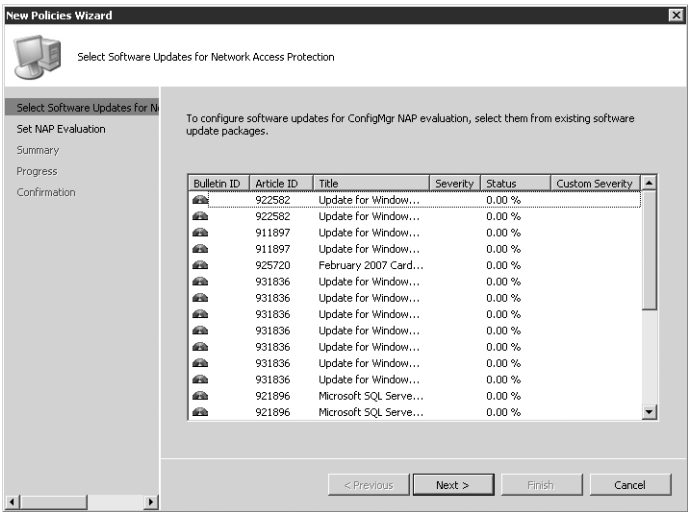 New Policies Wizard
Select Software Updates for Network Access Protection
Select Software Updates for N
Set NAP Evaluation
Summary
Progress
Confirmation
To configure software updates for ConfigMgr NAP evaluation, select them from existing software
update packages.
Bulletin ID Article ID Title Severity Status Custom Severity
922582 Update for Window... 0.00 %
922582 Update for Window... 0.00 %
911897 Update for Window... 0.00 %
911897 Update for Window... 0.00 %
925720 February 2007 Card... 0.00 %
931836 Update for Window... 0.00 %
931836 Update for Window... 0.00 %
931836 Update for Window... 0.00 %
931836 Update for Window... 0.00 %
931836 Update for Window... 0.00 %
931836 Update for Window... 0.00 %
931836 Update for Window... 0.00 %
921896 Microsoft SQL Serve... 0.00 %
921896 Microsoft SQL Serve... 0.00 %
< Previous Next > Finish Cancel